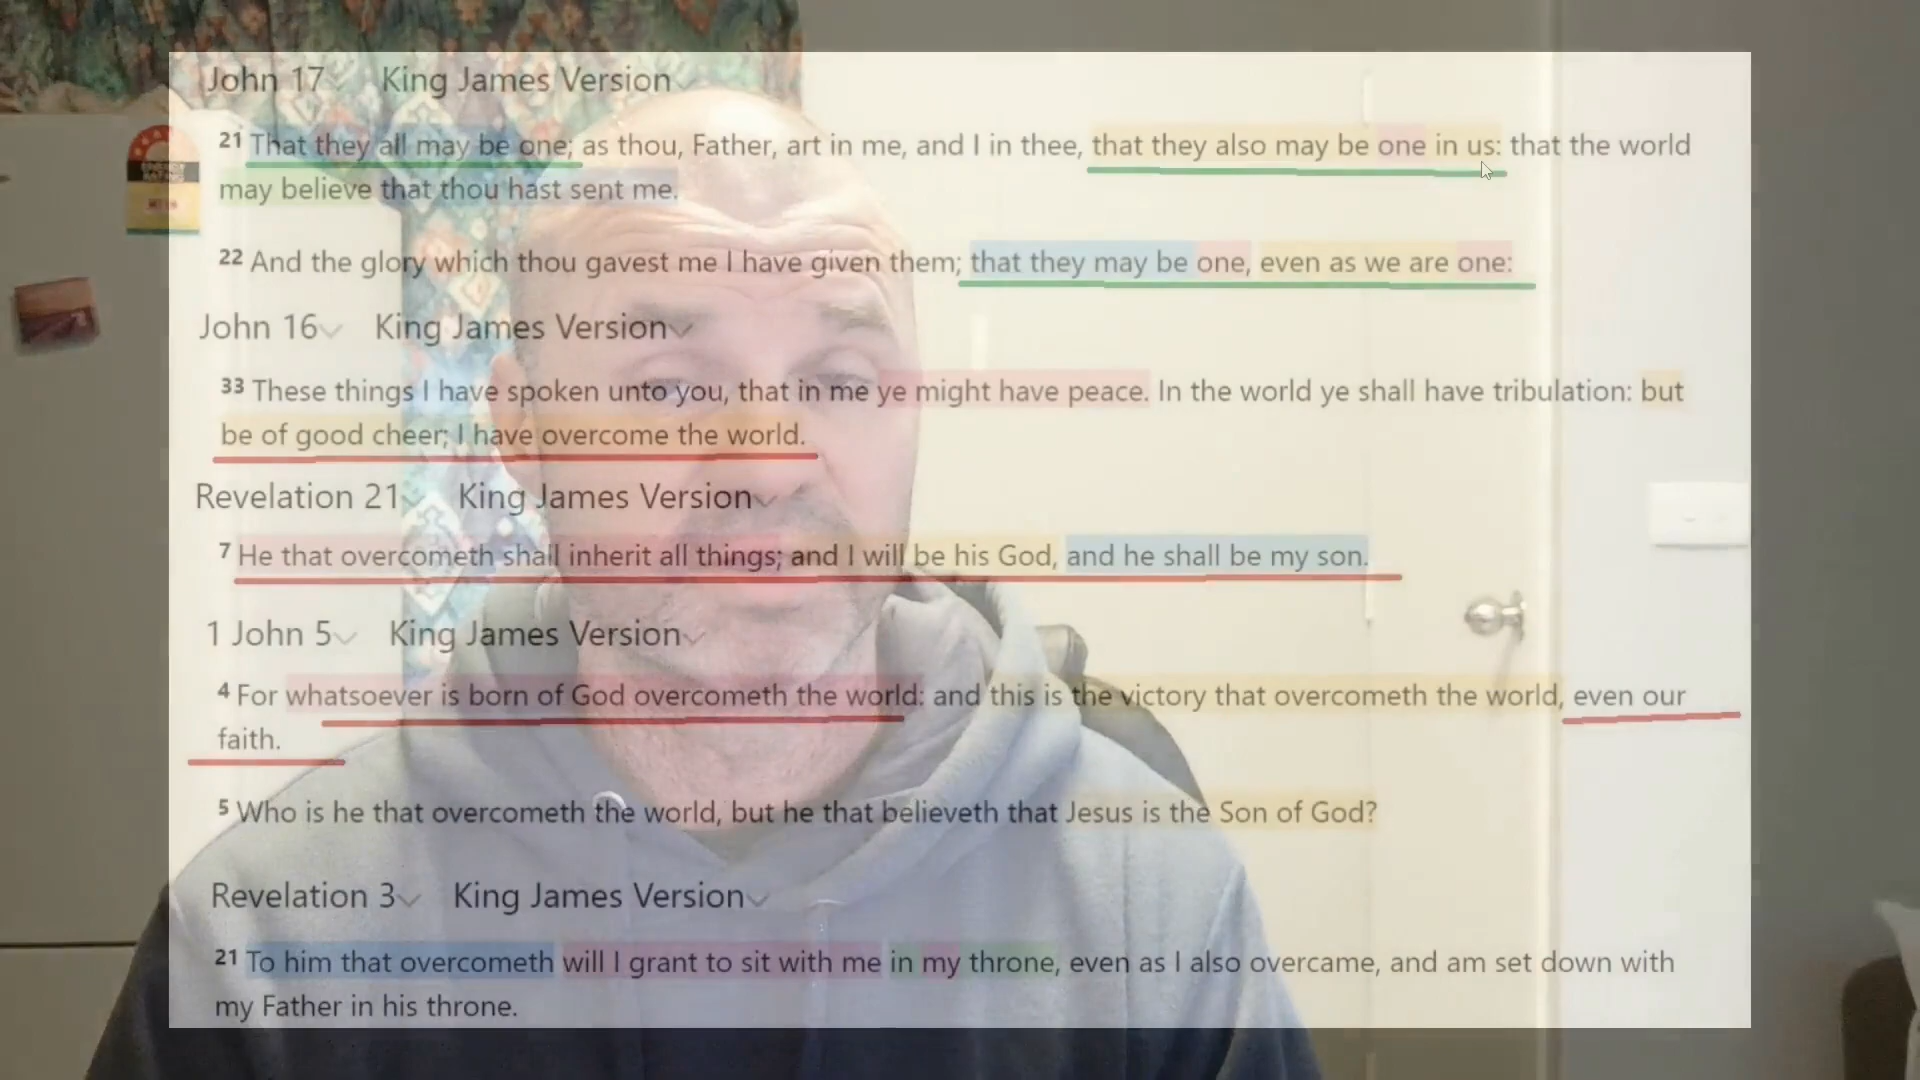 John 17 King James Version
21 That they all may be one; as thou, Father, art in me, and I in thee, that they also may be one in us: that the world
may believe that thou hast sent me.
22 And the glory which thou gavest me I have given them; that they may be one, even as we are one:
John 16 King James Version
33 These things I have spoken unto you, that in me ye might have peace. In the world ye shall have tribulation: but
be of good cheer; I have overcome the world.
Revelation 21 King James Version
7 He that overcometh shall inherit all things; and I will be his God, and he shall be my son.
1 John 5 King James Version
4 For whatsoever is born of God overcometh the world: and this is the victory that overcometh the world, even our
faith.
5 Who is he that overcometh the world, but he that believeth that Jesus is the Son of God?
Revelation 3 King James Version
21 To him that overcometh will I grant to sit with me in my throne, even as I also overcame, and am set down with
my Father in his throne.